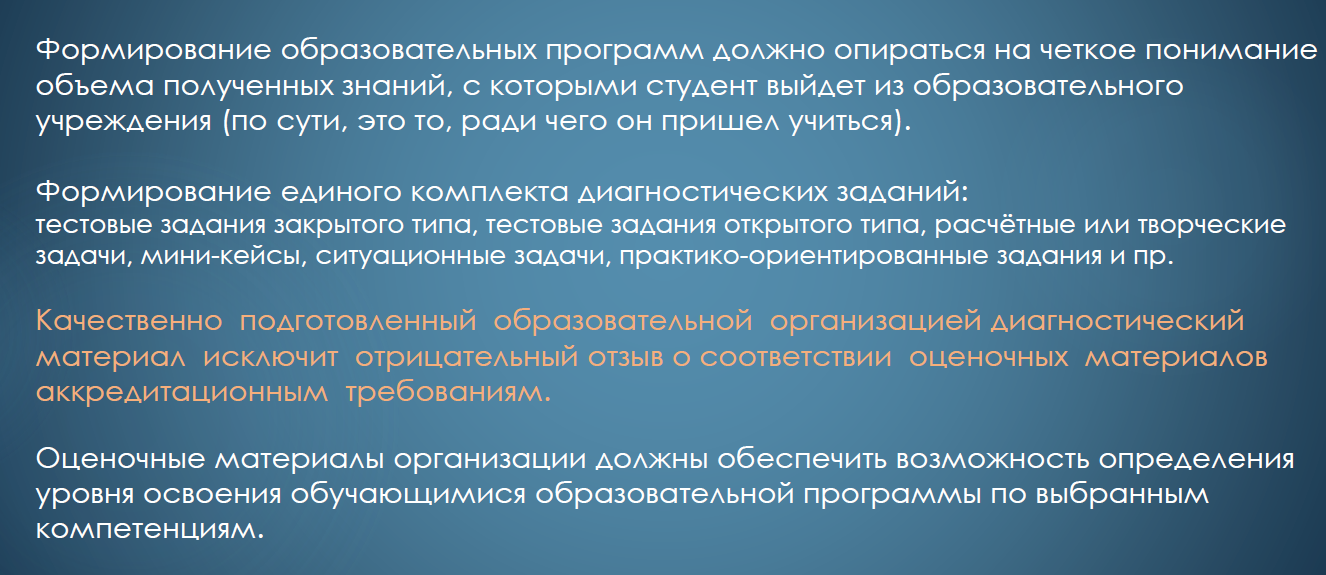 Формирование образовательных программ должно опираться на четкое понимание
объема полученных знаний, с которыми студент выйдет из образовательного
учреждения (по сути, это то, ради чего он пришел учиться).
Формирование единого комплекта диагностических заданий:
тестовые задания закрытого типа, тестовые задания открытого типа, расчётные или творческие
задачи, мини-кейсы, ситуационные задачи, практико-ориентированные задания и пр.
Качественно подготовленный образовательной организацией диагностический
материал исключит отрицательный отзыв о соответствии оценочных материалов
аккредитационным требованиям.
Оценочные материалы организации должны обеспечить возможность определения
уровня освоения обучающимися образовательной программы по выбранным
компетенциям.